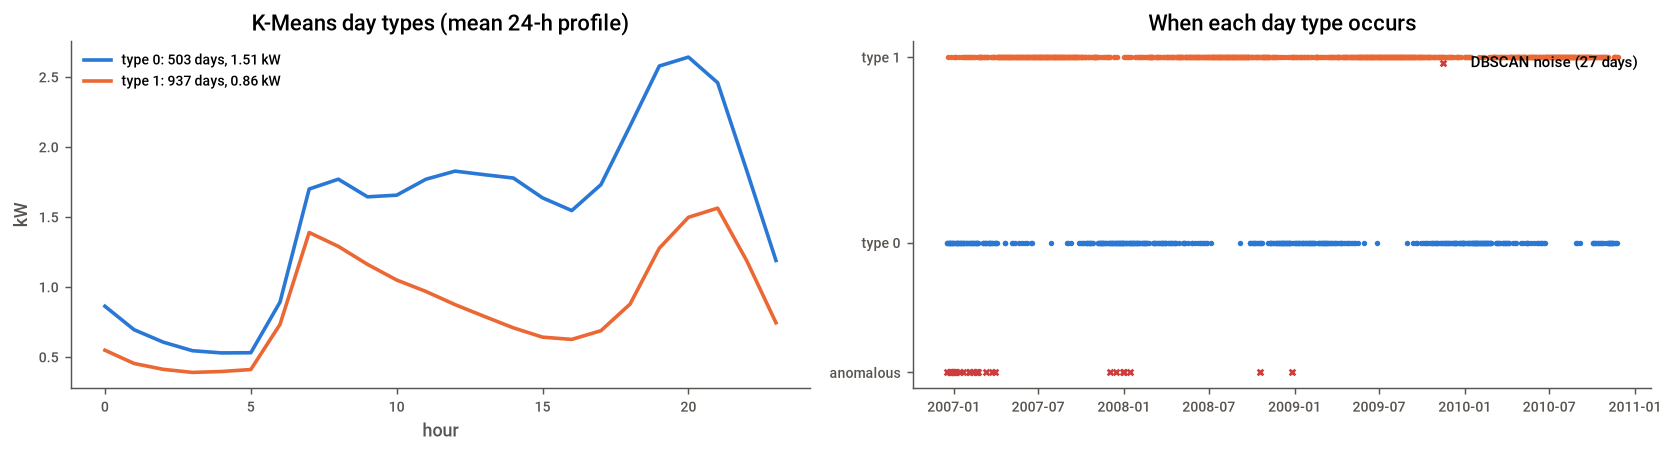 K-Means day types (mean 24-h profile)
type 0: 503 days, 1.51 kW
type 1: 937 days, 0.86 kW
kW
2.5
2.0
1.5
1.0
0.5
0
5
10
15
20
hour
When each day type occurs
type 1
DBSCAN noise (27 days)
type 0
anomalous
2007-01
2007-07
2008-01
2008-07
2009-01
2009-07
2010-01
2010-07
2011-01